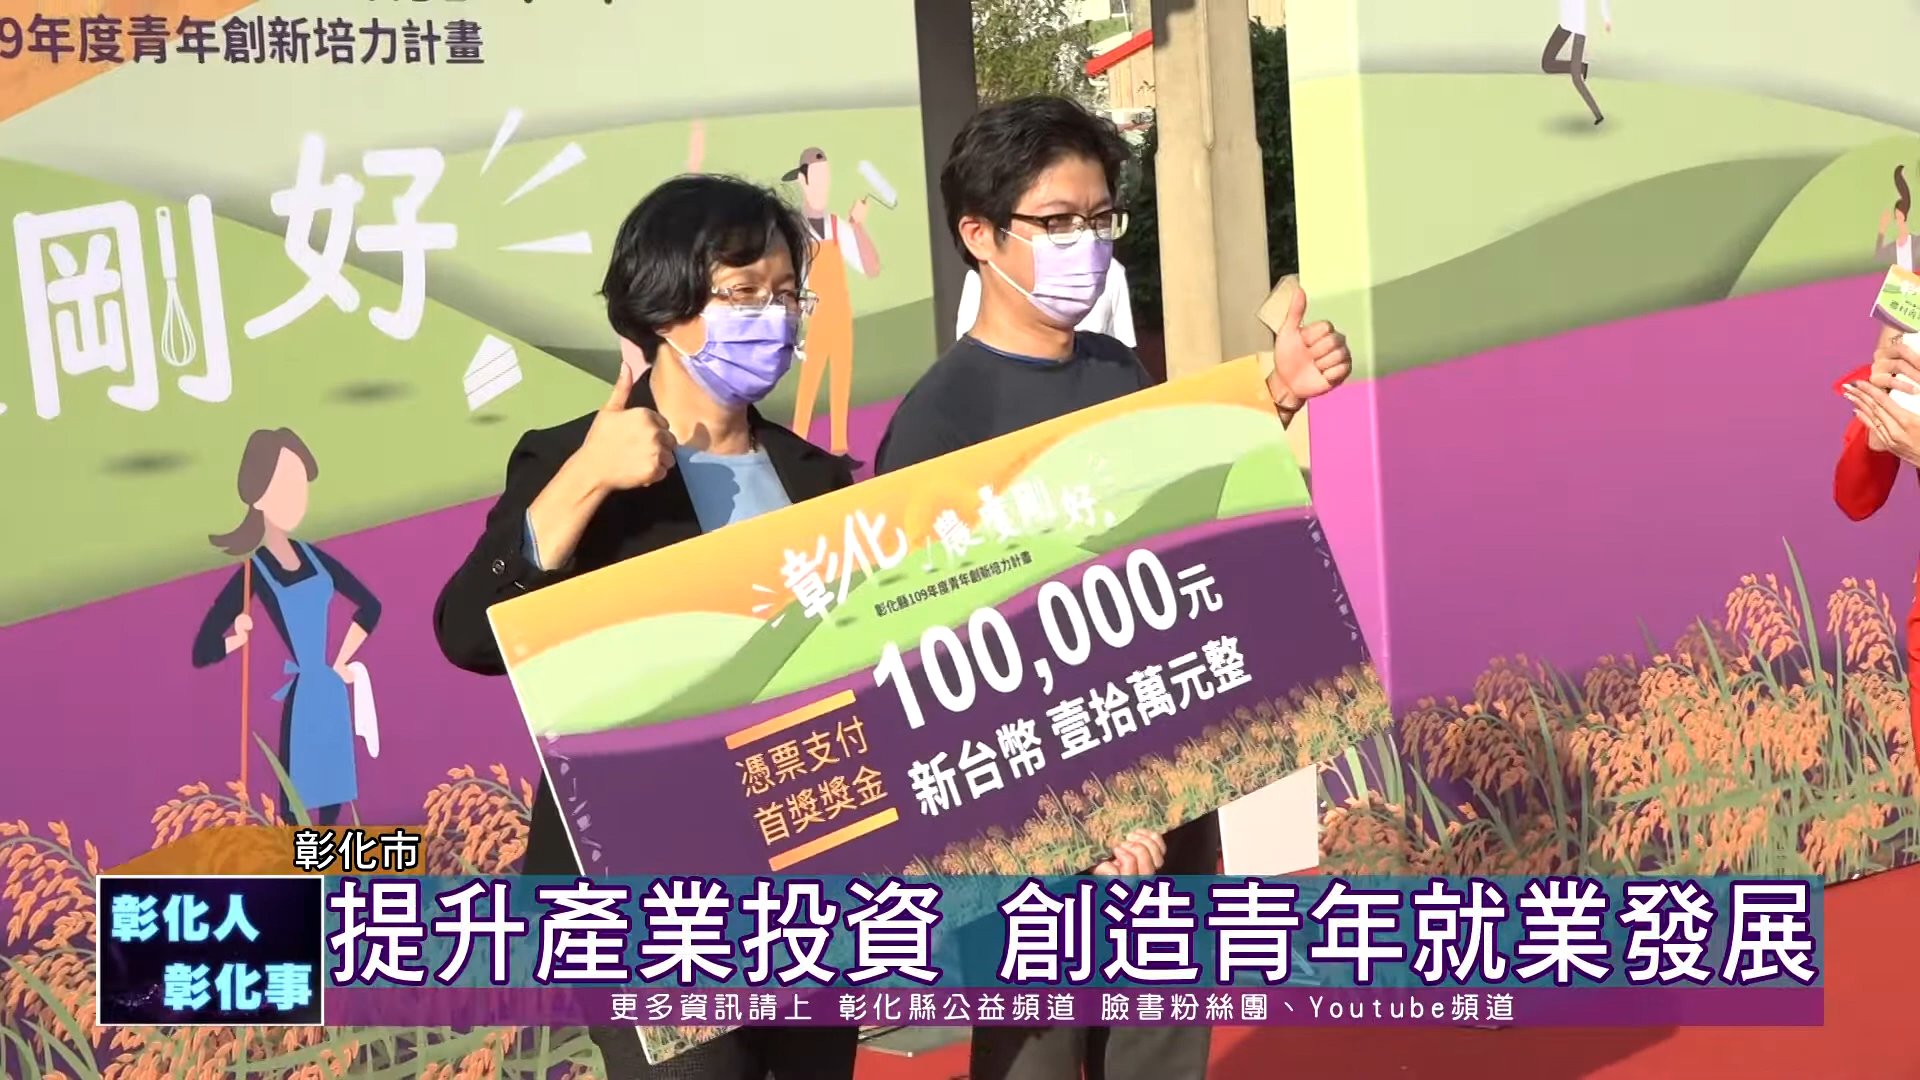 9年度青年創新培力計畫
剛好
彰化農度剛好
彰化縣109年度青年創新培力計畫
100,000元
新台幣 壹拾萬元整
憑票支付
首獎獎金
彰化市
彰化人
彰化事
提升產業投資 創造青年就業發展
更多資訊請上 彰化縣公益頻道 臉書粉絲團、Youtube頻道